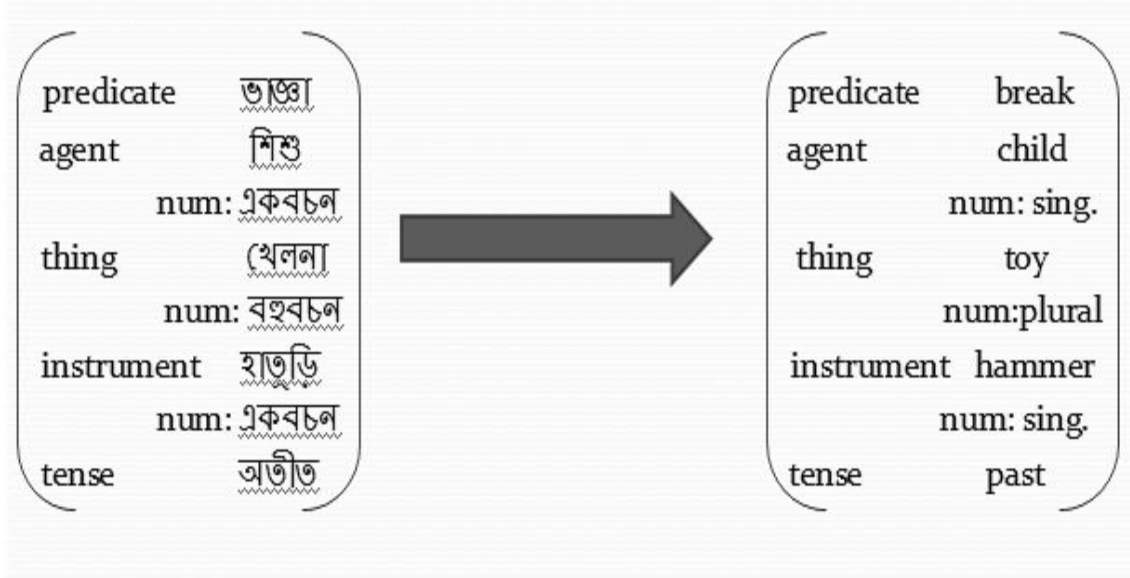 predicate ভাঙ্গা
agent শিশু
num: একবচন
thing খেলনা
num: বহুবচন
instrument হাতুড়ি
num: একবচন
tense অতীত
predicate break
agent child
num: sing.
thing toy
num:plural
instrument hammer
num: sing.
tense past